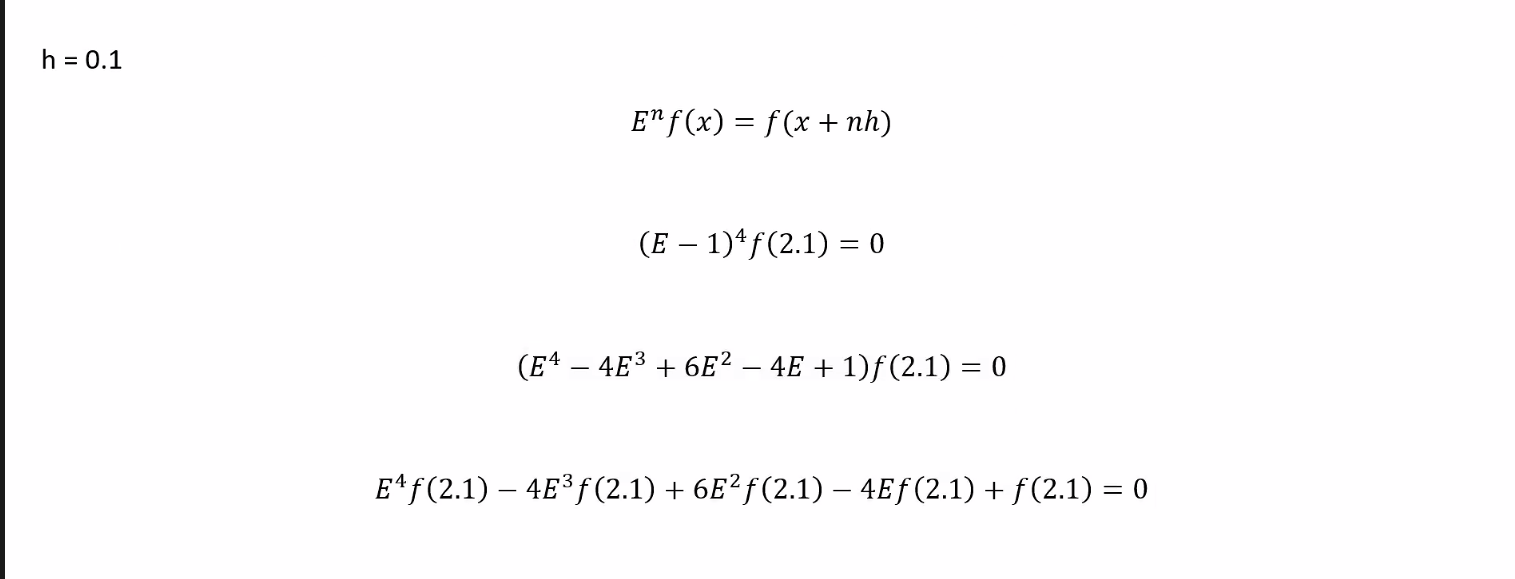 h = 0.1
Eⁿf(x) = f(x + nh)
(E − 1)⁴f(2.1) = 0
(E⁴ − 4E³ + 6E² − 4E + 1)f(2.1) = 0
E⁴f(2.1) − 4E³f(2.1) + 6E²f(2.1) − 4Ef(2.1) + f(2.1) = 0